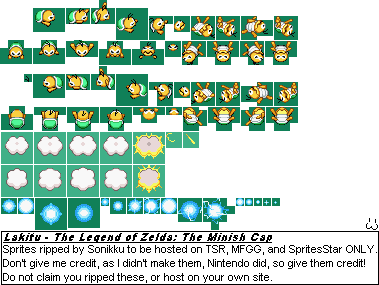 Lakitu - The Legend of Zelda: The Minish Cap
Sprites ripped by Sonikku to be hosted on TSR, MFGG, and SpritesStar ONLY.
Don't give me credit, as I didn't make them, Nintendo did, so give them credit!
Do not claim you ripped these, or host on your own site.